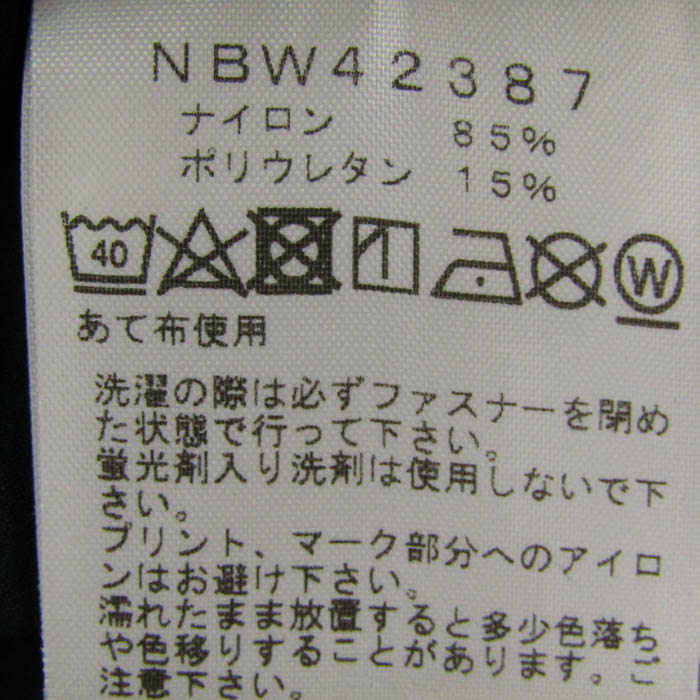 NBW42387
ナイロン 85%
ポリウレタン 15%
40 W
あて布使用
洗濯の際は必ずファスナーを閉め
た状態で行って下さい。
蛍光剤入り洗剤は使用しないで下
さい。
プリント、マーク部分へのアイロ
ンはお避け下さい。
濡れたまま放置すると多少色落ち
や色移りすることがあります。ご
注意下さい。